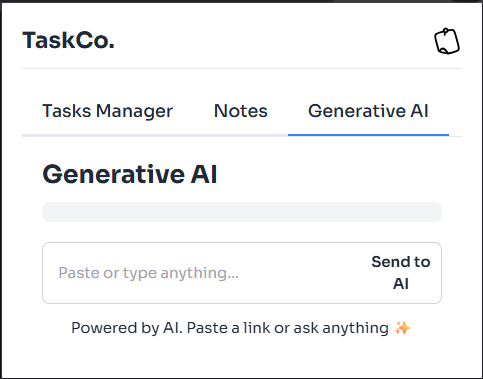 TaskCo.
Tasks Manager Notes Generative AI
Generative AI
Paste or type anything...
Send to
AI
Powered by AI. Paste a link or ask anything ✨